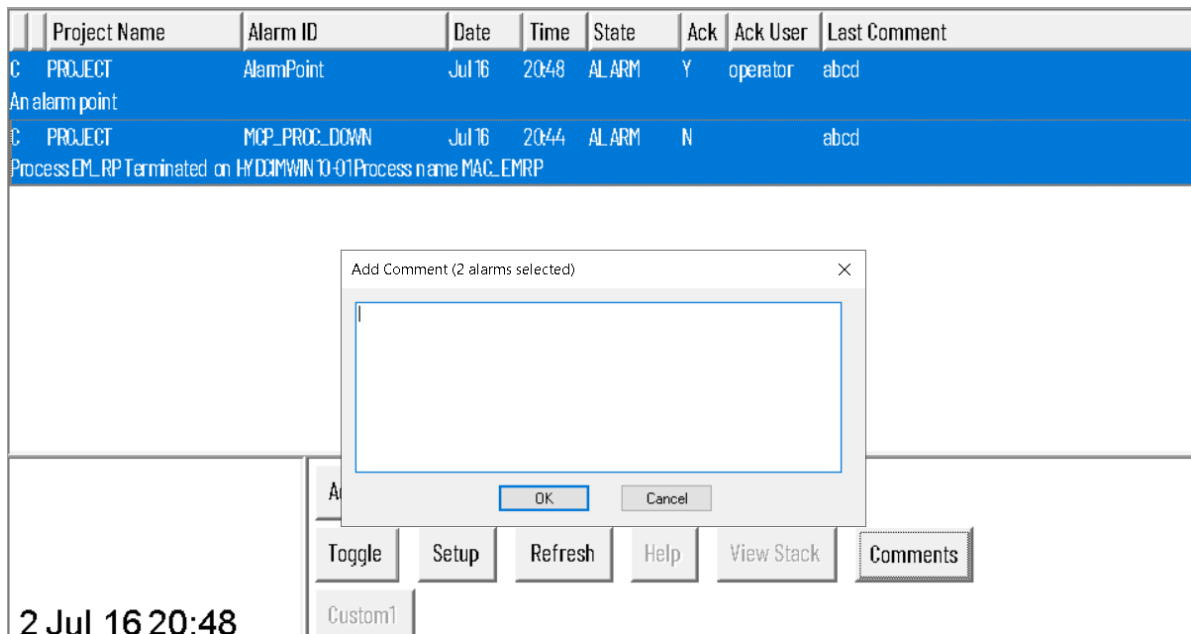 Project Name Alarm ID Date Time State Ack Ack User Last Comment
C PROJECT AlarmPoint Jul 16 20:48 ALARM Y operator abcd
An alarm point
C PROJECT MCP_PROC_DOWN Jul 16 20:44 ALARM N abcd
Process EM_RP Terminated on HYDCIMWIN10-01Process name MAC_EMRP
Add Comment (2 alarms selected)
OK Cancel
Toggle Setup Refresh Help View Stack Comments
Custom1
2 Jul 16 20:48